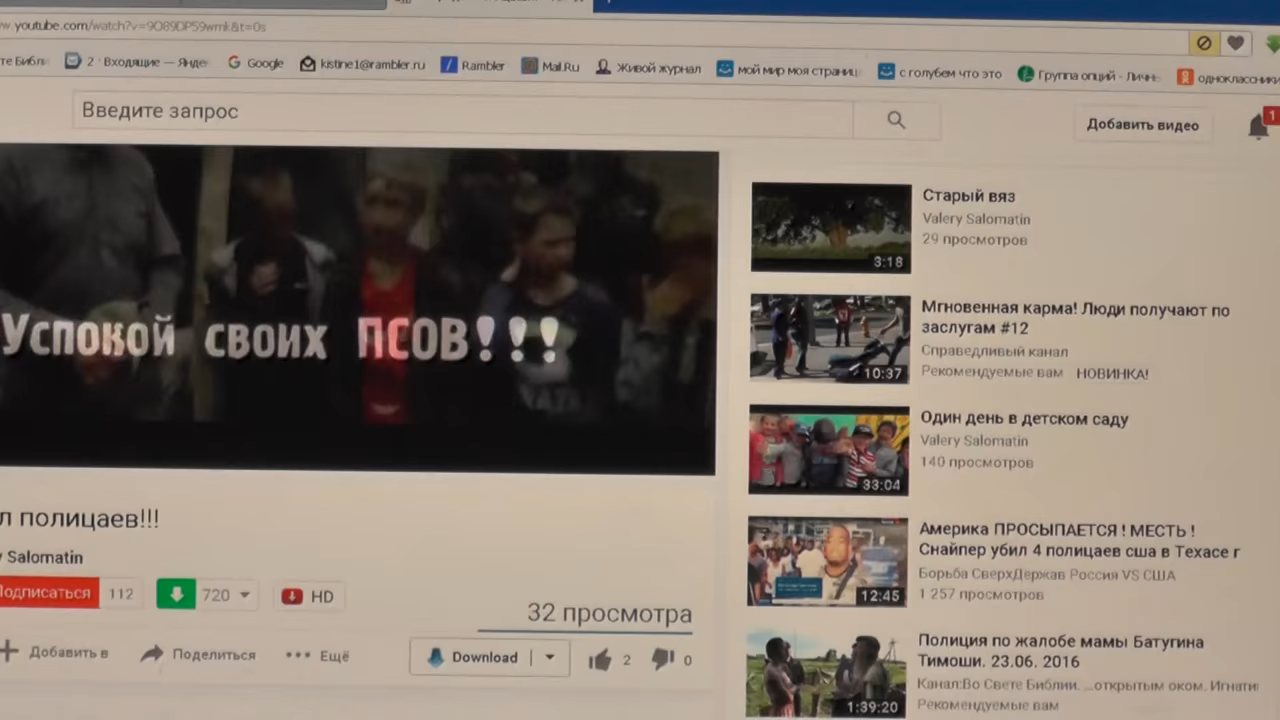 w.youtube.com/watch?v=9O89DP59wmk&t=0s
те Библ
2 · Входящие — Янде
Google
kistine1@rambler.ru
Rambler
Mail.Ru
Живой журнал
мой мир моя страниц
с голубем что это
Группа опций - Личн
одноклассники
Введите запрос
Добавить видео
1
Успокой своих ПСОВ!!!
л полицаев!!!
y Salomatin
Подписаться 112
720
HD
32 просмотра
Добавить в
Поделиться
Ещё
Download
2
0
Старый вяз
Valery Salomatin
29 просмотров
3:18
Мгновенная карма! Люди получают по
заслугам #12
Справедливый канал
Рекомендуемые вам НОВИНКА!
10:37
Один день в детском саду
Valery Salomatin
140 просмотров
33:04
Америка ПРОСЫПАЕТСЯ ! МЕСТЬ !
Снайпер убил 4 полицаев сша в Техасе г
Борьба СверхДержав Россия VS США
1 257 просмотров
12:45
Полиция по жалобе мамы Батугина
Тимоши. 23.06. 2016
Канал:Во Свете Библии. ...открытым оком. Игнати
Рекомендуемые вам
1:39:20